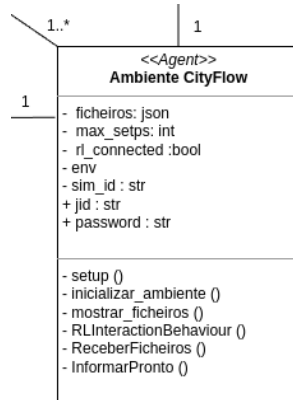 1..*
1
<<Agent>>
Ambiente CityFlow
1
- ficheiros: json
- max_setps: int
- rl_connected :bool
- env
- sim_id : str
+ jid : str
+ password : str
- setup ()
- inicializar_ambiente ()
- mostrar_ficheiros ()
- RLInteractionBehaviour ()
- ReceberFicheiros ()
- InformarPronto ()